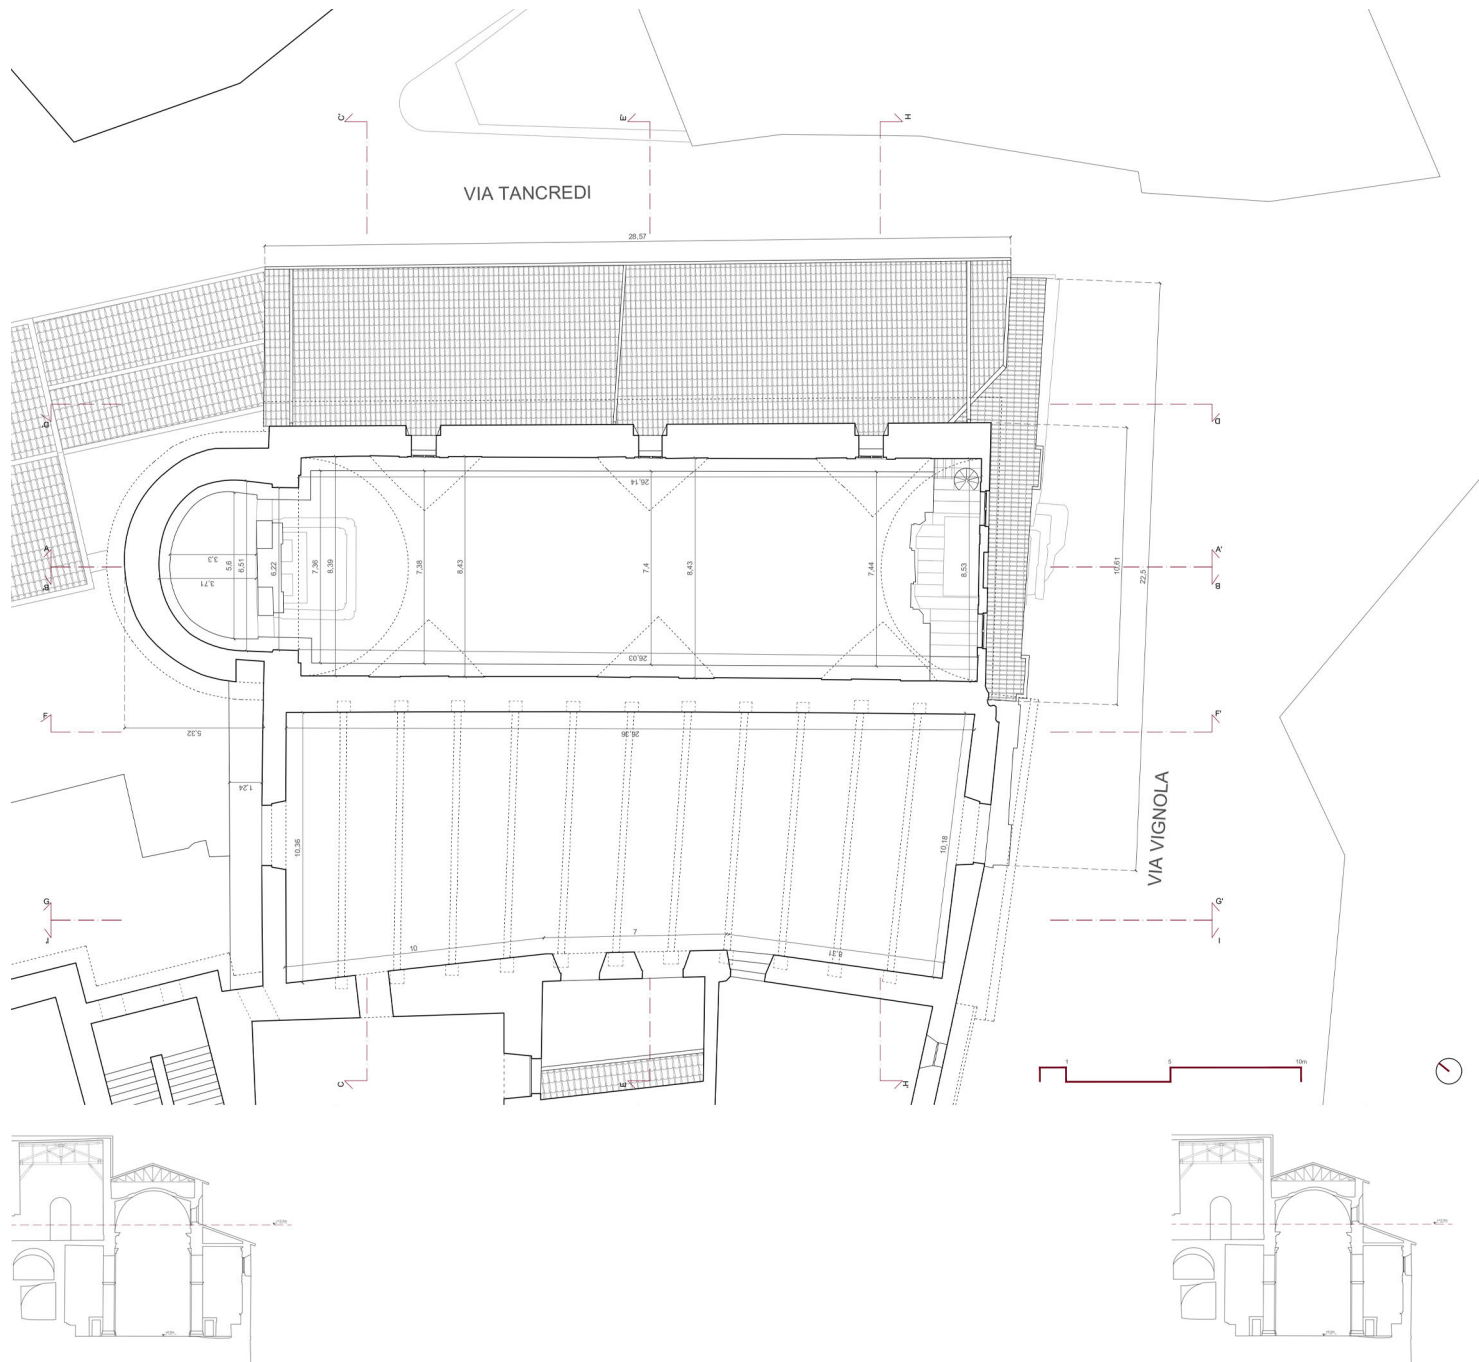 C'
E'
H
VIA TANCREDI
28,57
D'
D
26,14
10,61
22,5
A
A'
B'
B
3,3
3,71
5,6
6,51
6,22
7,36
8,39
7,38
8,43
7,4
8,43
7,44
8,53
26,03
F
F'
5,32
26,36
1,24
10,36
10,18
VIA VIGNOLA
G
G'
I'
I
10
7
8,31
C
E
H'
1
5
10m